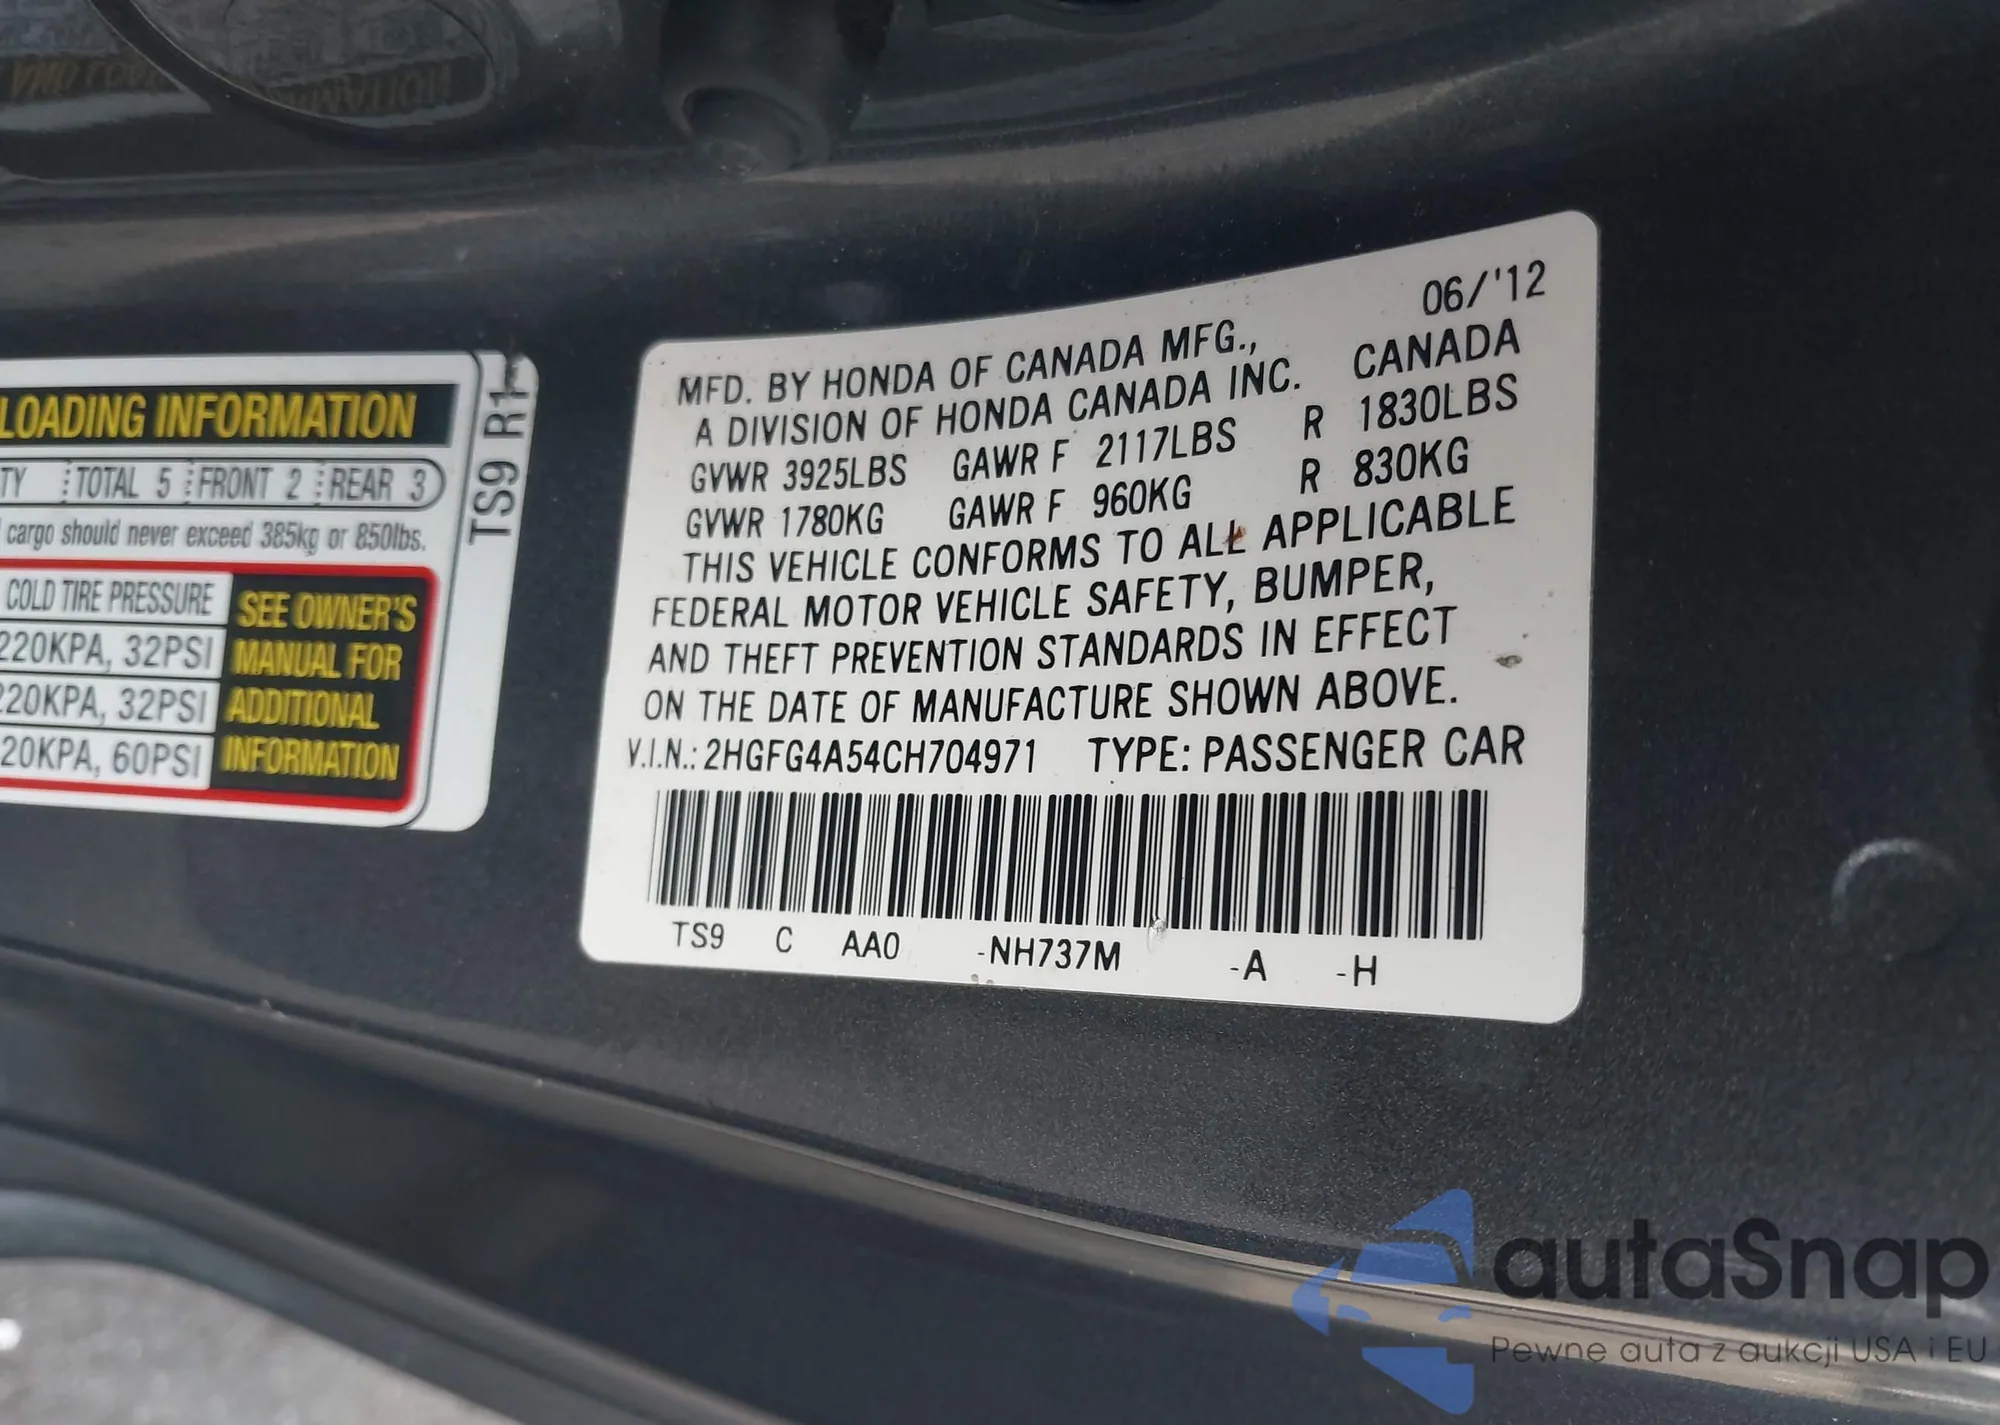 LOADING INFORMATION
TY TOTAL 5 FRONT 2 REAR 3
cargo should never exceed 385kg or 850lbs.
COLD TIRE PRESSURE
220KPA, 32PSI
220KPA, 32PSI
20KPA, 60PSI
SEE OWNER'S
MANUAL FOR
ADDITIONAL
INFORMATION
TS9 R1
06/'12
MFD. BY HONDA OF CANADA MFG.,
A DIVISION OF HONDA CANADA INC. CANADA
GVWR 3925LBS GAWR F 2117LBS R 1830LBS
GVWR 1780KG GAWR F 960KG R 830KG
THIS VEHICLE CONFORMS TO ALL APPLICABLE
FEDERAL MOTOR VEHICLE SAFETY, BUMPER,
AND THEFT PREVENTION STANDARDS IN EFFECT
ON THE DATE OF MANUFACTURE SHOWN ABOVE.
V.I.N.: 2HGFG4A54CH704971 TYPE: PASSENGER CAR
TS9 C AA0 -NH737M -A -H
autaSnap
Pewne auta z aukcji USA i EU